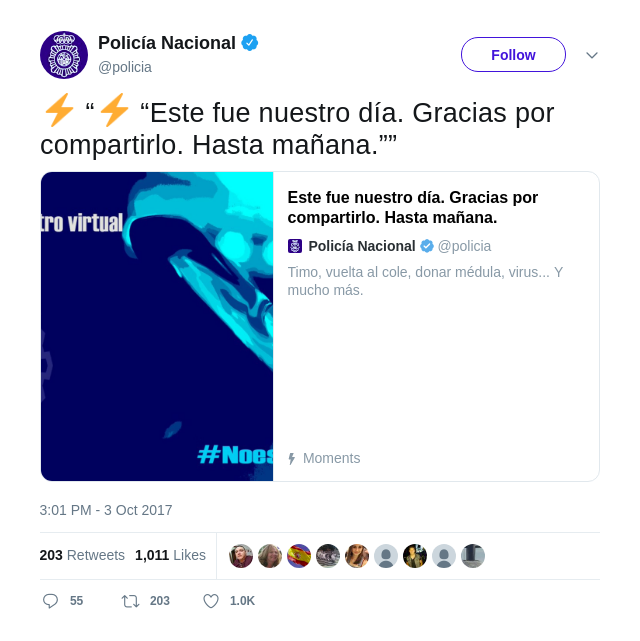 Policía Nacional
@policia
Follow
⚡ “⚡ “Este fue nuestro día. Gracias por
compartirlo. Hasta mañana.””
tro virtual
#Noes
Este fue nuestro día. Gracias por
compartirlo. Hasta mañana.
Policía Nacional @policia
Timo, vuelta al cole, donar médula, virus... Y
mucho más.
Moments
3:01 PM - 3 Oct 2017
203 Retweets 1,011 Likes
55 203 1.0K